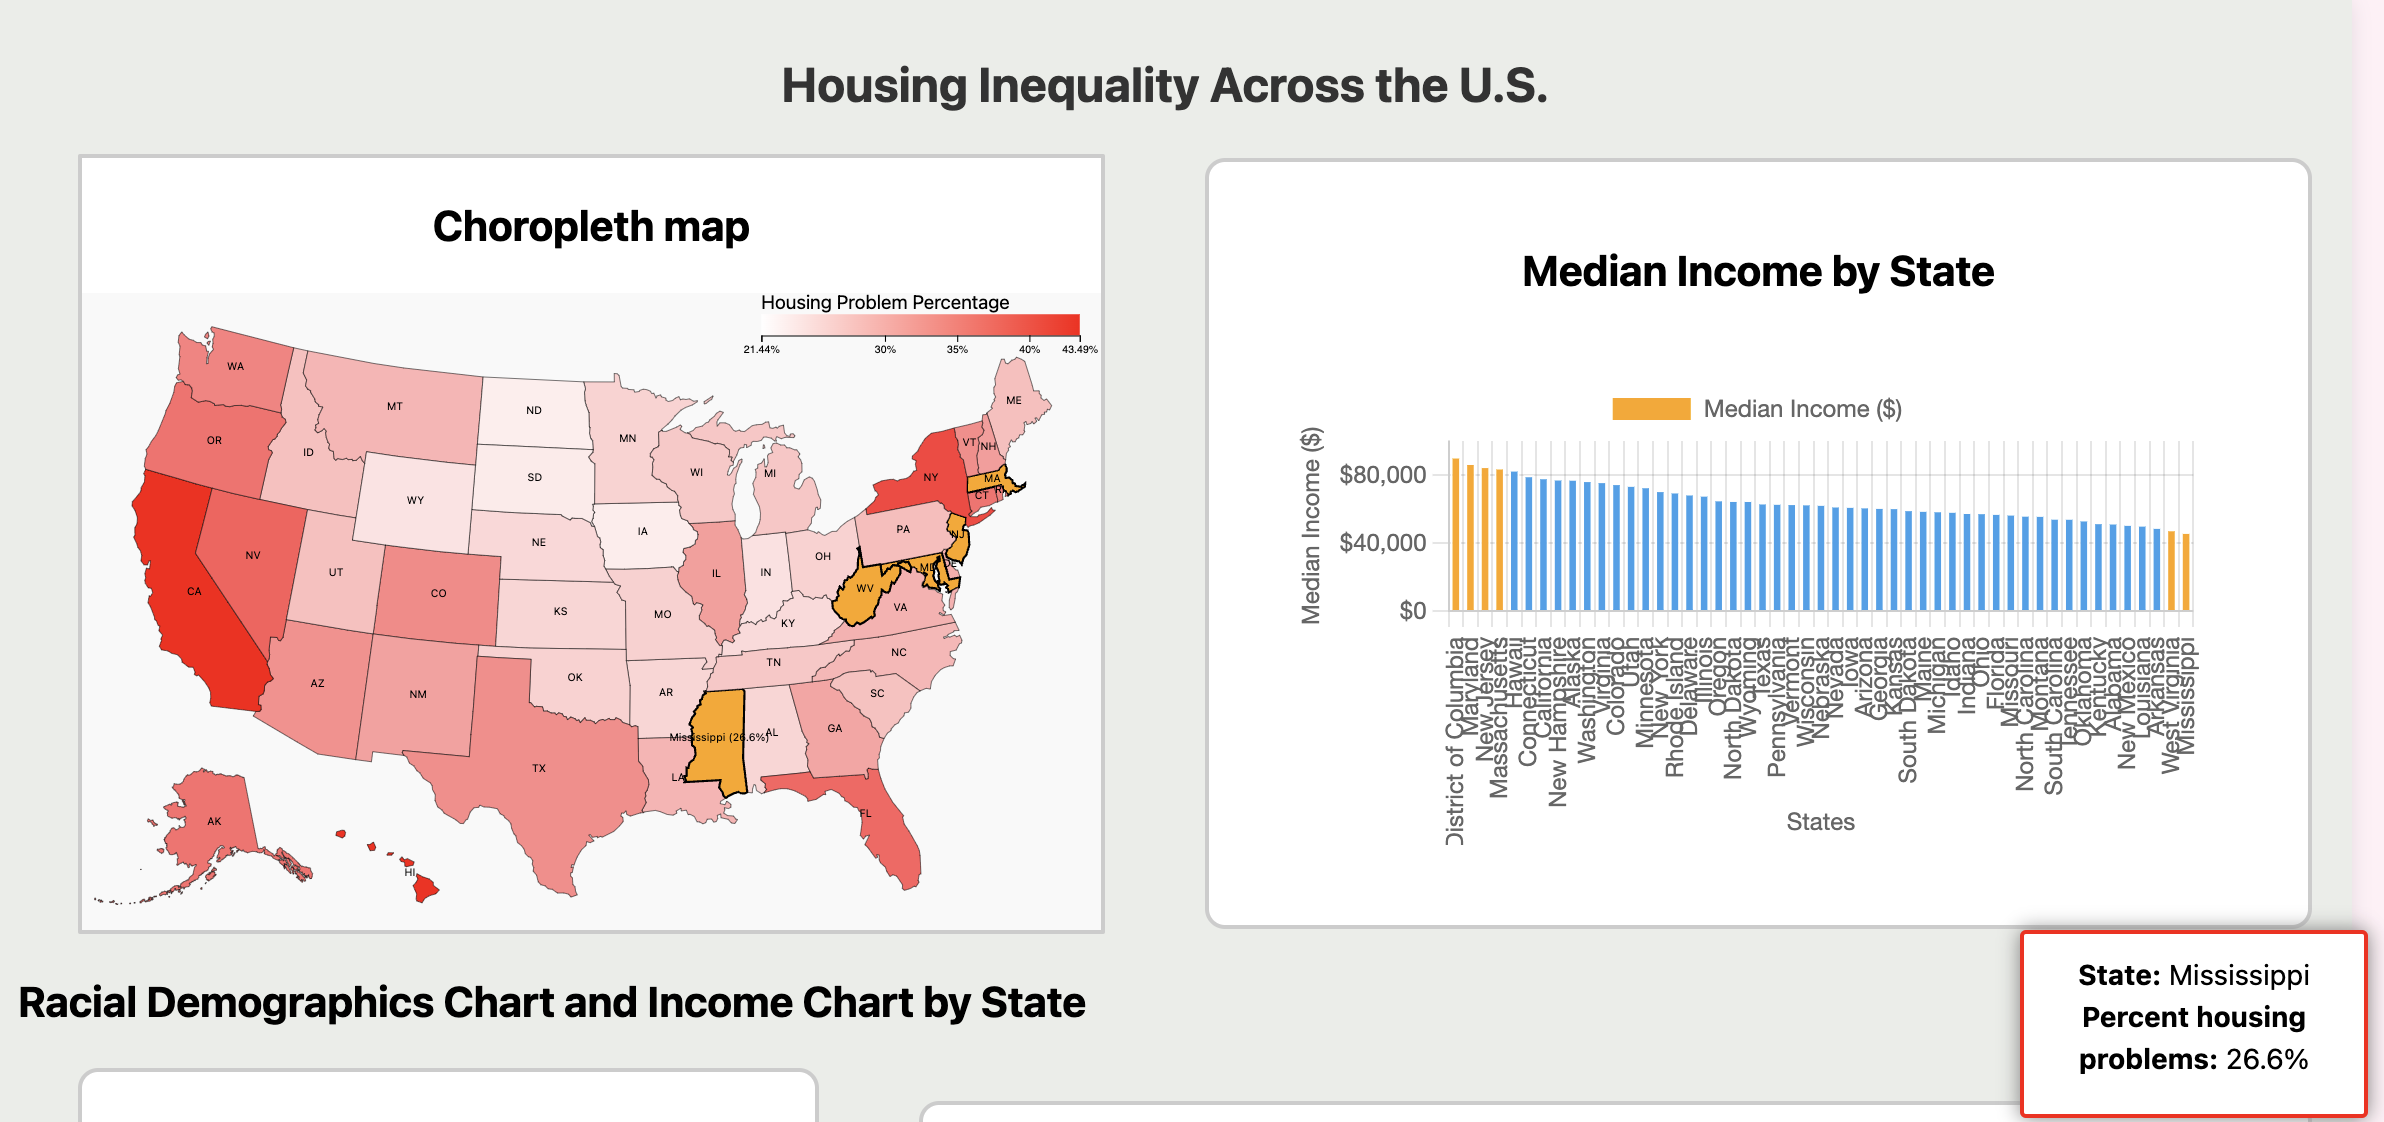 Housing Inequality Across the U.S.
Choropleth map
Housing Problem Percentage
21.44% 30% 35% 40% 43.49%
WA
MT
ND
MN
ME
OR
ID
SD
WI
MI
NY
VT
NH
MA
CT
RI
WY
IA
NE
PA
NJ
NV
UT
CO
IL
IN
OH
MD
DE
CA
KS
MO
WV
VA
KY
AZ
NM
OK
TN
NC
AR
SC
Mississippi (26.6%)
AL
GA
TX
LA
FL
AK
HI
Median Income by State
Median Income ($)
Median Income ($)
$80,000
$40,000
$0
District of Columbia
Maryland
New Jersey
Massachusetts
Hawaii
Connecticut
California
New Hampshire
Alaska
Washington
Virginia
Colorado
Utah
Minnesota
New York
Rhode Island
Delaware
Illinois
Oregon
North Dakota
Wyoming
Texas
Pennsylvania
Vermont
Wisconsin
Nebraska
Nevada
Iowa
Arizona
Georgia
Kansas
South Dakota
Maine
Michigan
Idaho
Indiana
Ohio
Florida
Missouri
North Carolina
Montana
South Carolina
Tennessee
Oklahoma
Kentucky
Alabama
New Mexico
Louisiana
Arkansas
West Virginia
Mississippi
States
Racial Demographics Chart and Income Chart by State
State: Mississippi
Percent housing
problems: 26.6%